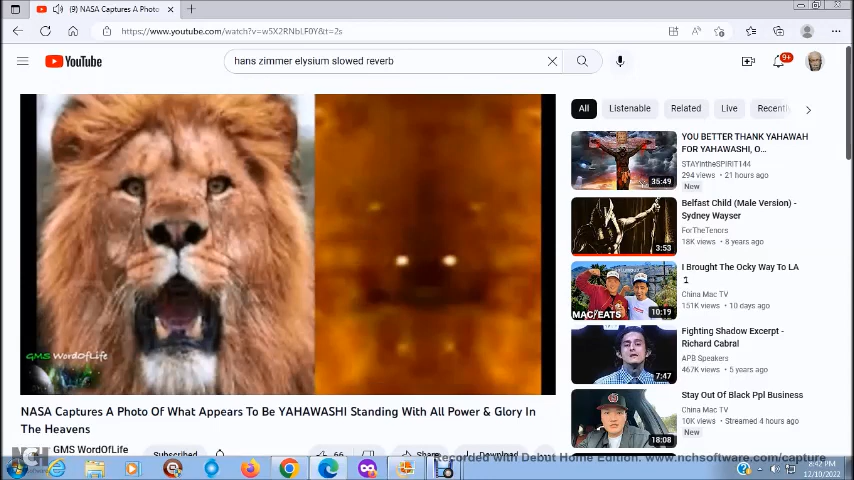 (9) NASA Captures A Photo
https://www.youtube.com/watch?v=w5X2RNbLF0Y&t=2s
YouTube
hans zimmer elysium slowed reverb
9+
All
Listenable
Related
Live
Recently
GMS WordOfLife
NASA Captures A Photo Of What Appears To Be YAHAWASHI Standing With All Power & Glory In
The Heavens
GMS WordOfLife
Subscribed
66
Share
Download
35:49
YOU BETTER THANK YAHAWAH
FOR YAHAWASHI, O...
STAYintheSPIRIT144
294 views • 21 hours ago
New
3:53
Belfast Child (Male Version) -
Sydney Wayser
ForTheTenors
18K views • 8 years ago
MAC EATS
10:19
I Brought The Ocky Way To LA
China Mac TV
151K views • 10 days ago
7:47
Fighting Shadow Excerpt -
Richard Cabral
APB Speakers
467K views • 5 years ago
18:08
Stay Out Of Black Ppl Business
China Mac TV
10K views • Streamed 4 hours ago
New
NCH
Recorded with Debut Home Edition. www.nchsoftware.com/capture
8:42 PM
12/10/2022